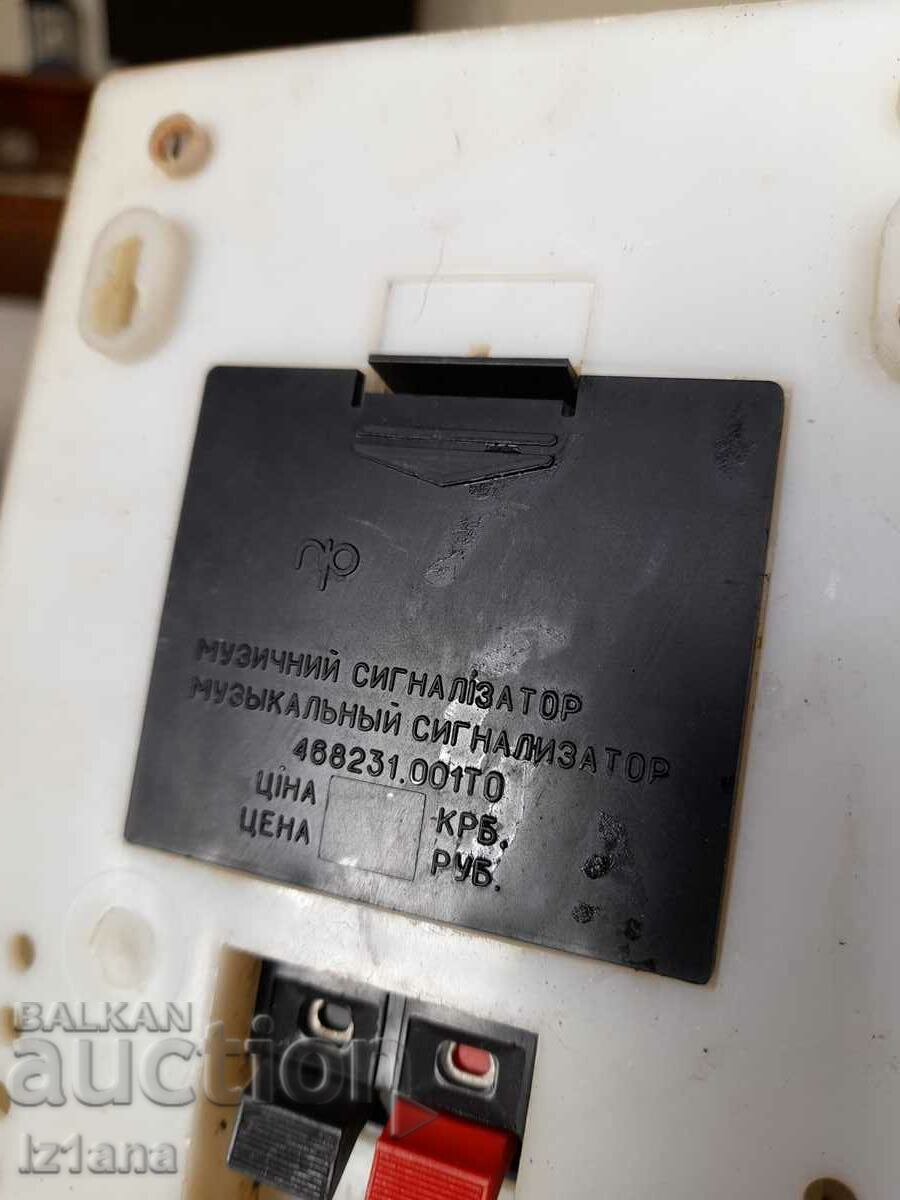 МУЗИЧНИЙ СИГНАЛІЗАТОР
МУЗЫКАЛЬНЫЙ СИГНАЛИЗАТОР
468231.001ТО
ЦІНА КРБ.
ЦЕНА РУБ.
BALKAN
auction
iz1ana